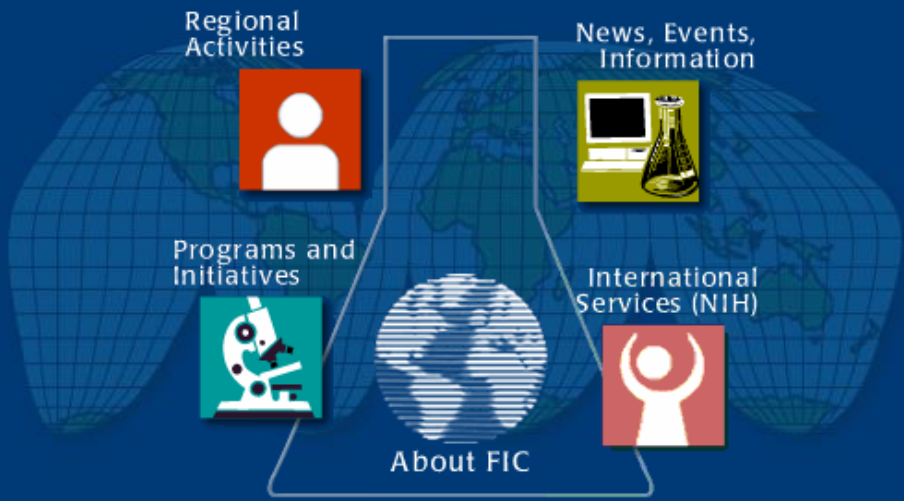 Regional
Activities
News, Events,
Information
Programs and
Initiatives
International
Services (NIH)
About FIC